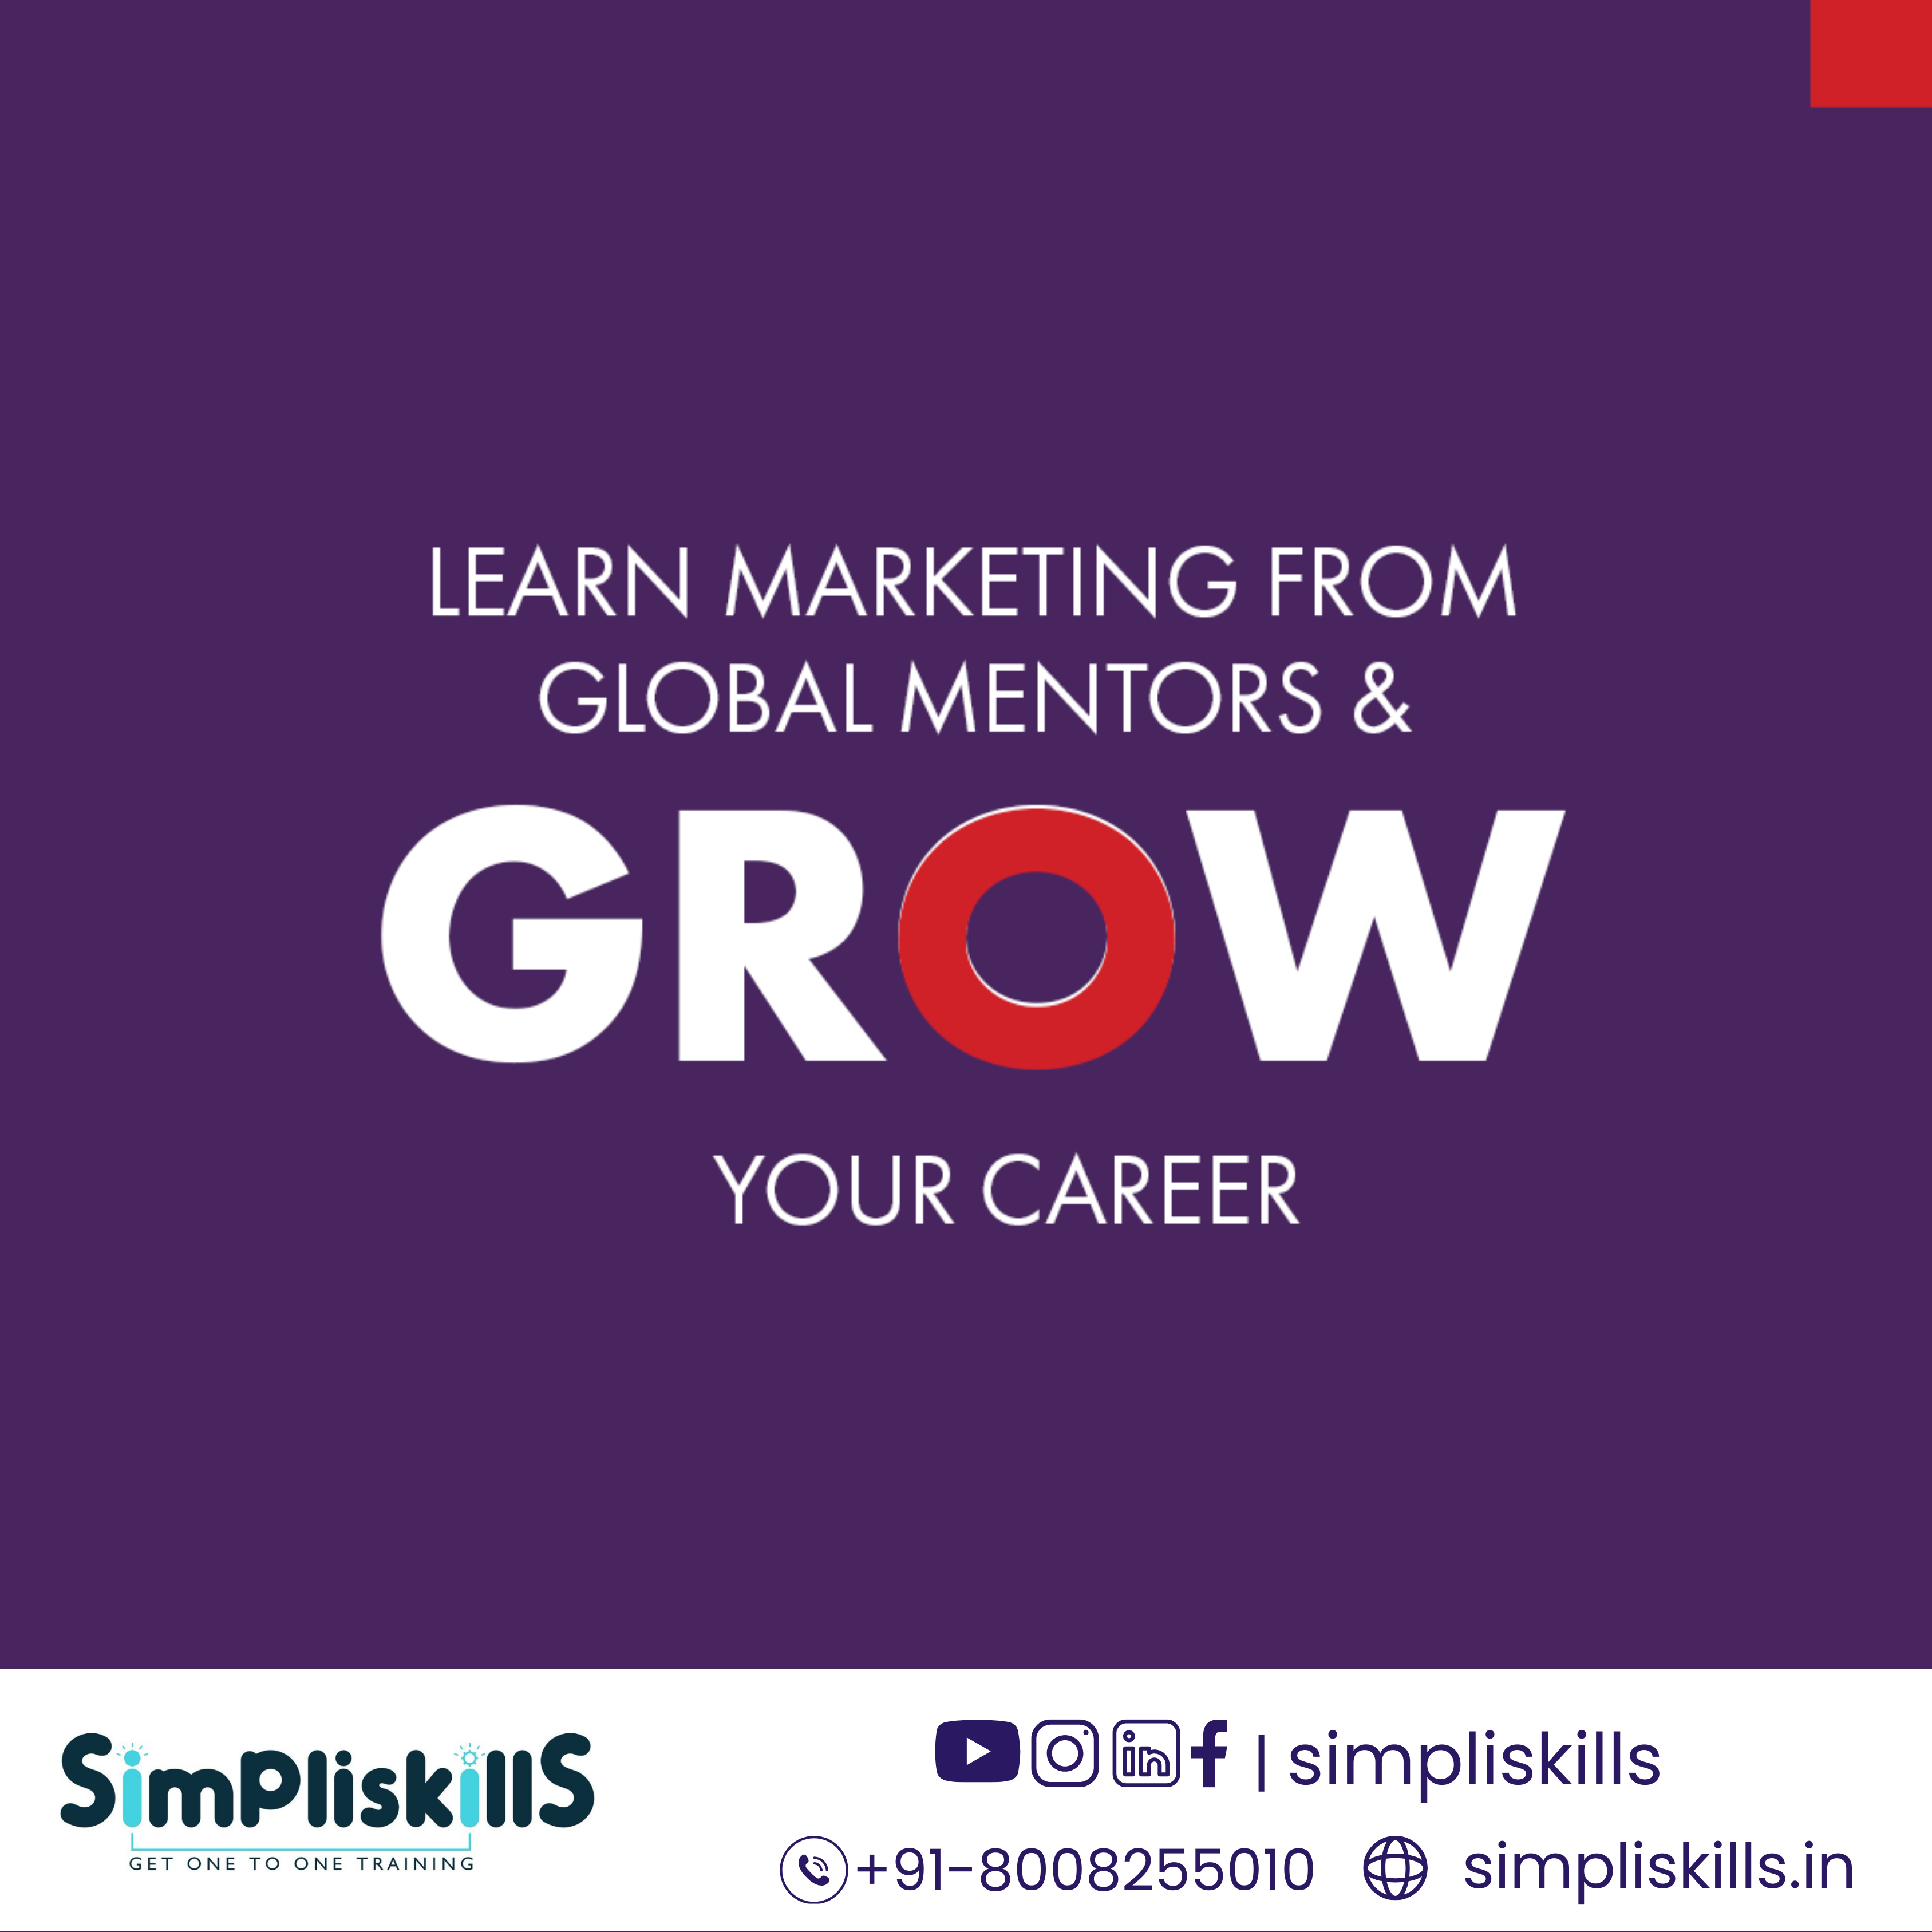 LEARN MARKETING FROM
GLOBAL MENTORS &
GROW
YOUR CAREER
SimPliskillS
GET ONE TO ONE TRAINING
| simpliskills
+91-8008255010
simpliskills.in